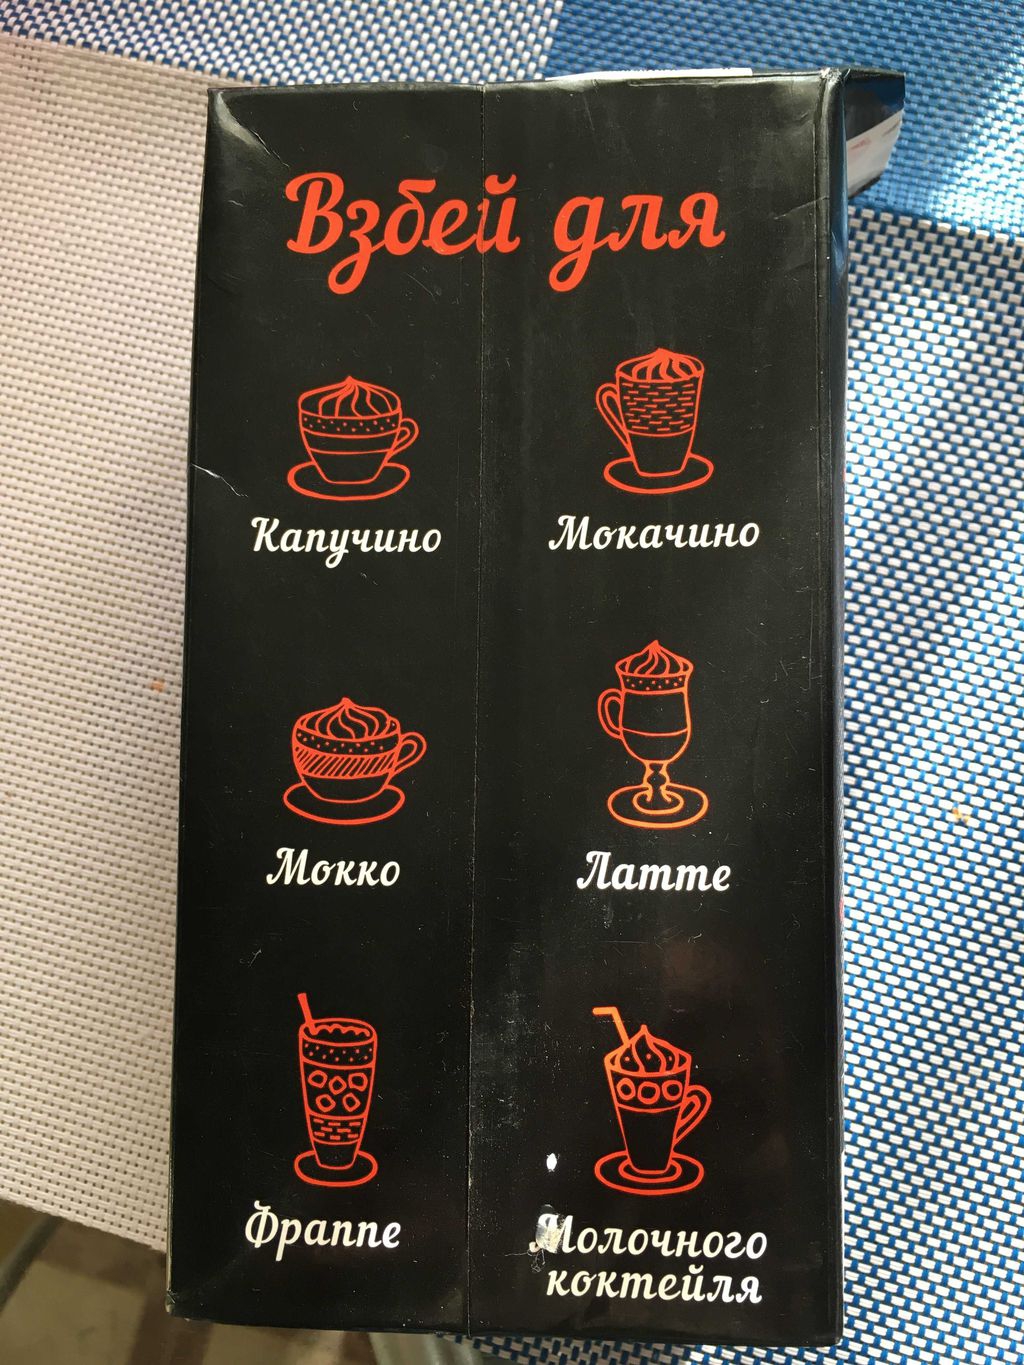 Взбей для
Капучино
Мокачино
Мокко
Латте
Фраппе
Молочного
коктейля